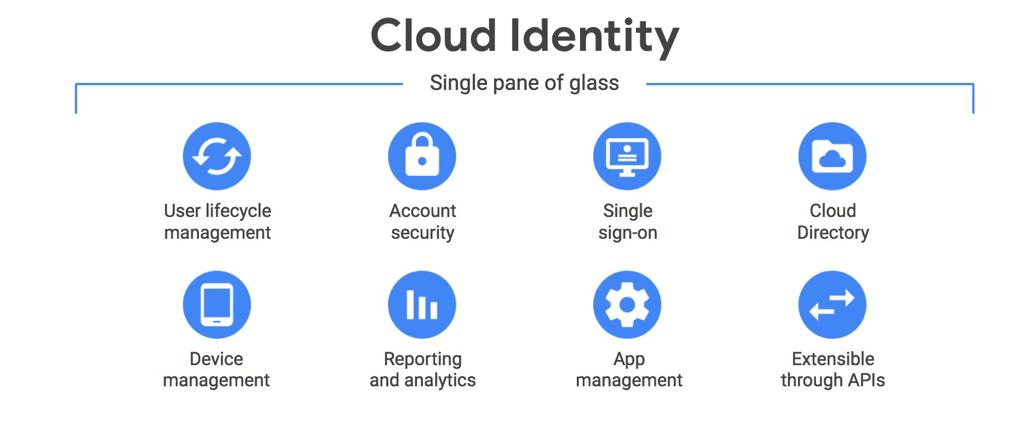 Cloud Identity
Single pane of glass
User lifecycle
management
Account
security
Single
sign-on
Cloud
Directory
Device
management
Reporting
and analytics
App
management
Extensible
through APIs